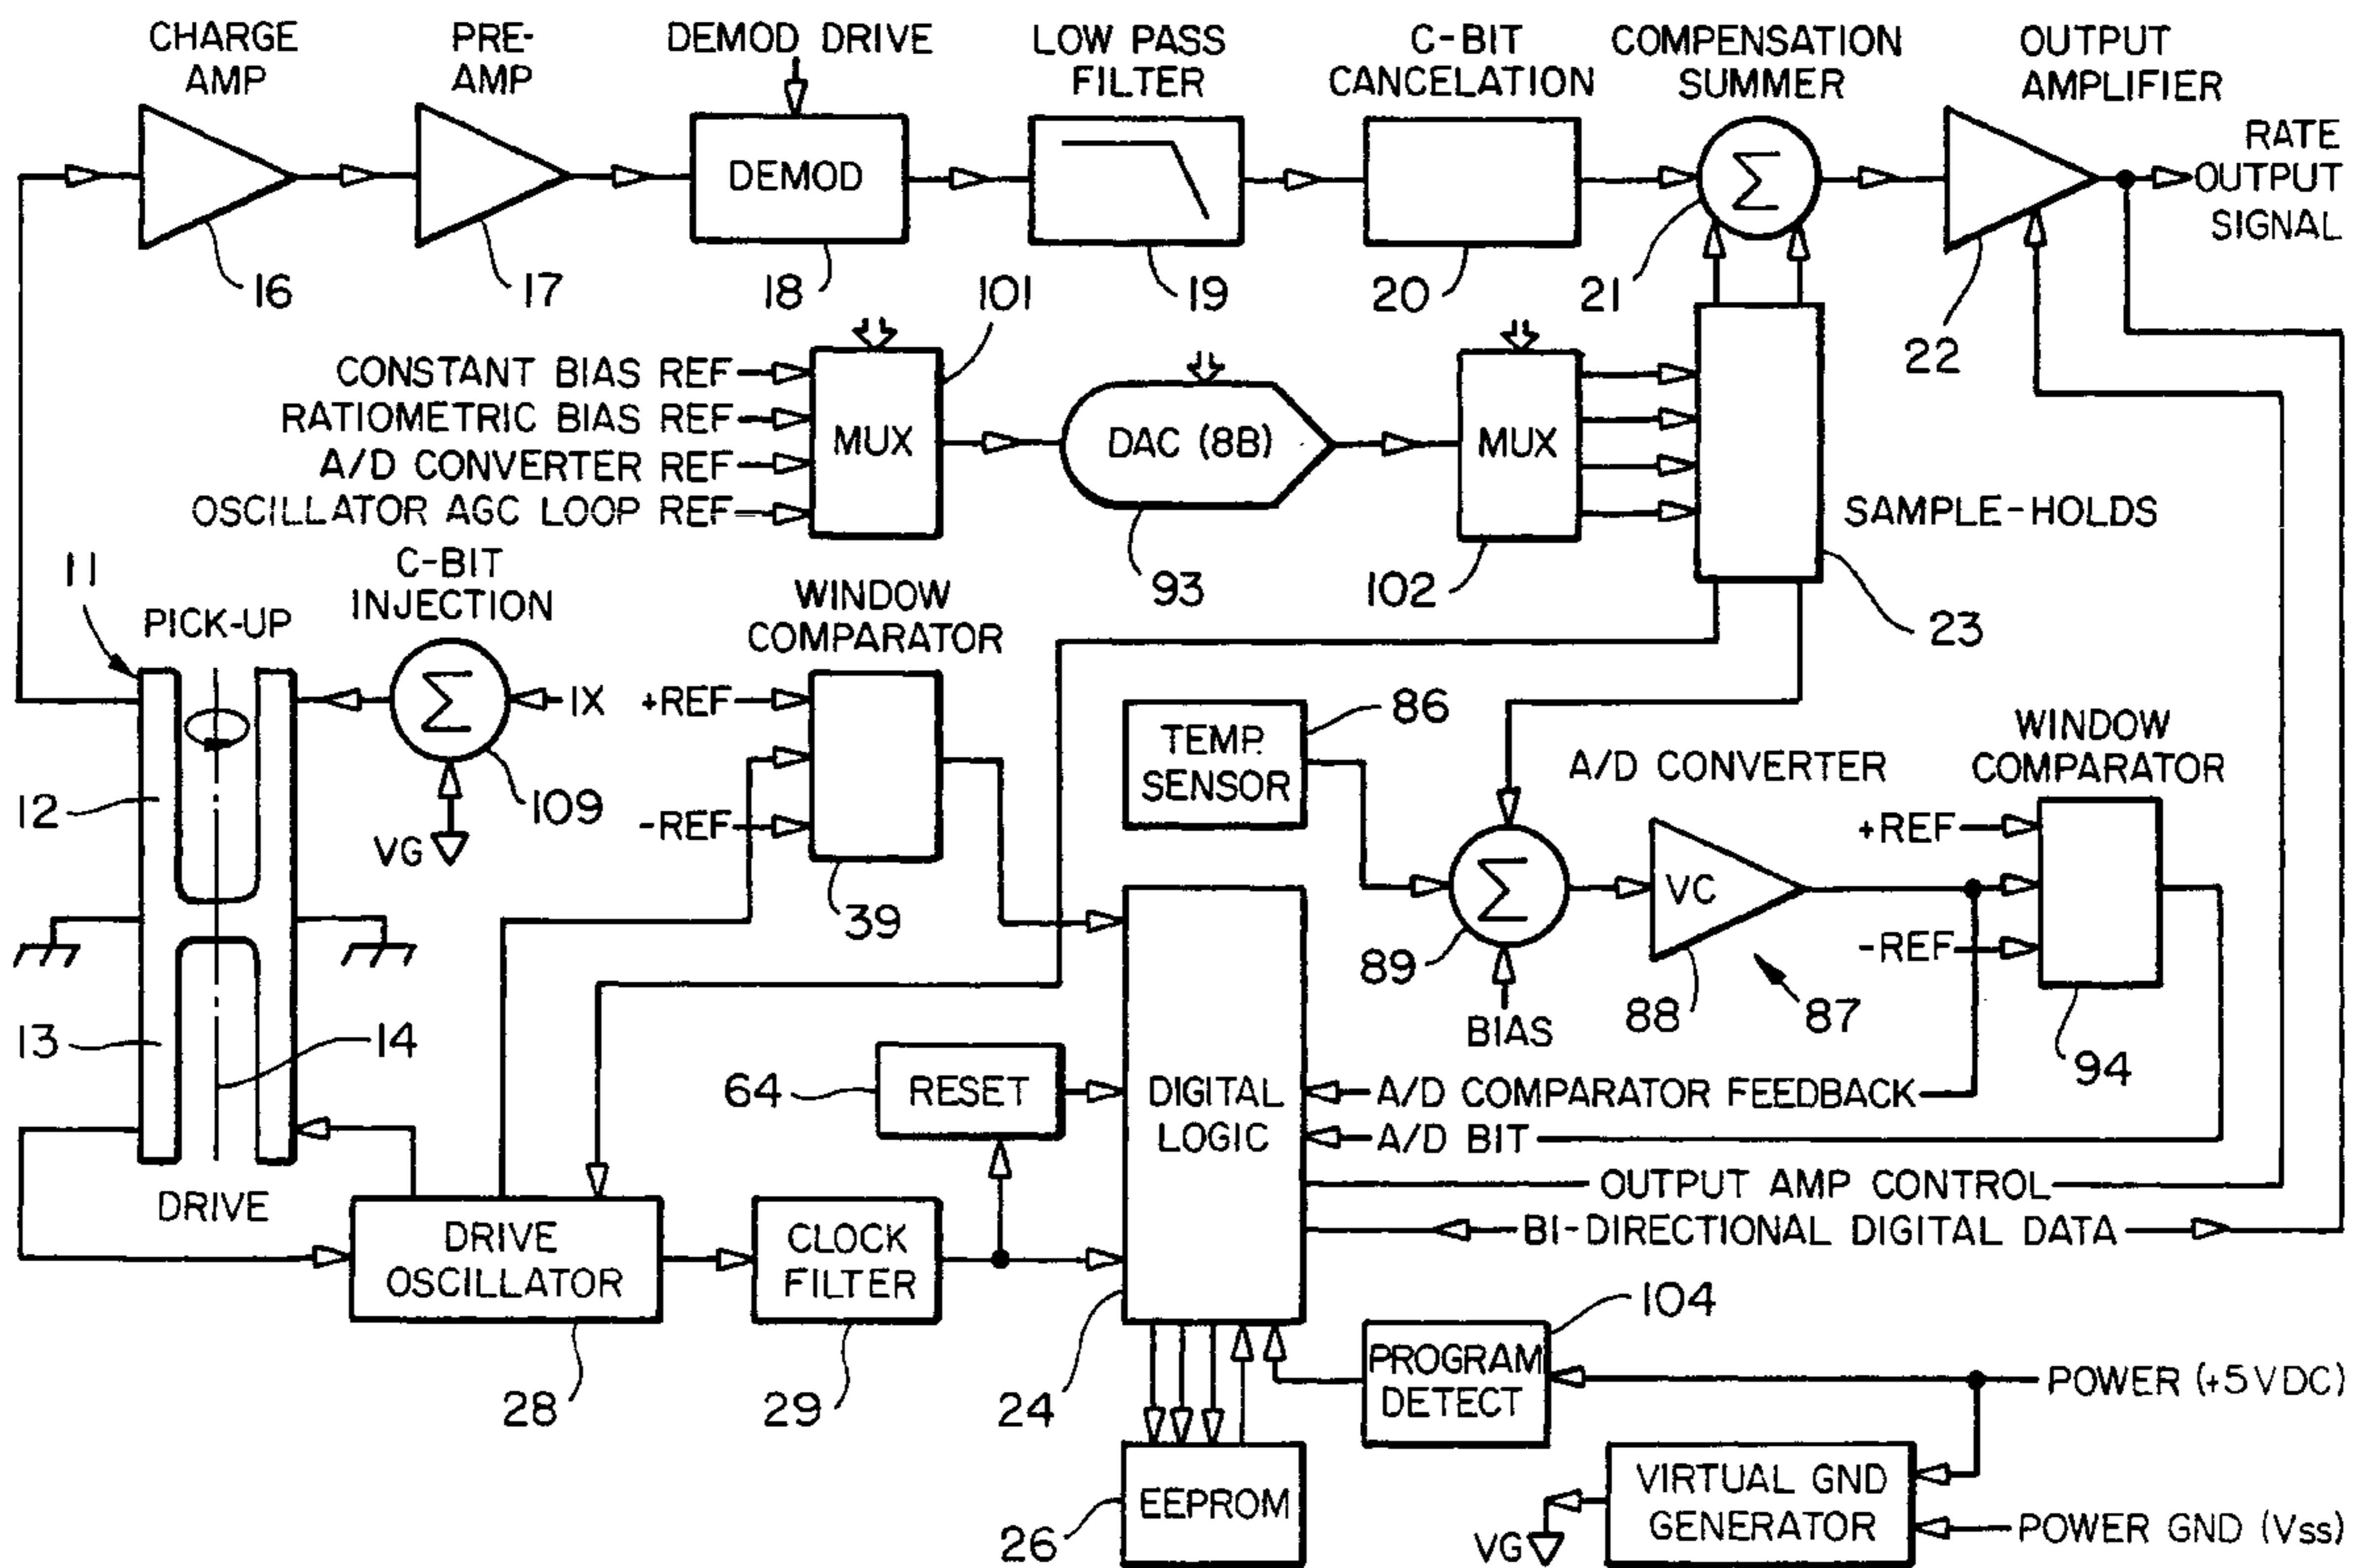 CHARGE AMP
PRE-AMP
DEMOD DRIVE
LOW PASS FILTER
C-BIT CANCELATION
COMPENSATION SUMMER
OUTPUT AMPLIFIER
RATE OUTPUT SIGNAL
DEMOD
Σ
16
17
18
101
19
20
21
22
CONSTANT BIAS REF
RATIOMETRIC BIAS REF
A/D CONVERTER REF
OSCILLATOR AGC LOOP REF
MUX
DAC (8B)
MUX
SAMPLE-HOLDS
93
102
23
11
PICK-UP
C-BIT INJECTION
WINDOW COMPARATOR
Σ
IX
+REF
-REF
12
VG
109
39
TEMP. SENSOR
86
A/D CONVERTER
WINDOW COMPARATOR
Σ
VC
+REF
-REF
89
BIAS
88
87
94
13
14
DRIVE
64
RESET
DIGITAL LOGIC
A/D COMPARATOR FEEDBACK
A/D BIT
OUTPUT AMP CONTROL
BI-DIRECTIONAL DIGITAL DATA
DRIVE OSCILLATOR
CLOCK FILTER
28
29
24
104
PROGRAM DETECT
POWER (+5VDC)
26
EEPROM
VG
VIRTUAL GND GENERATOR
POWER GND (Vss)